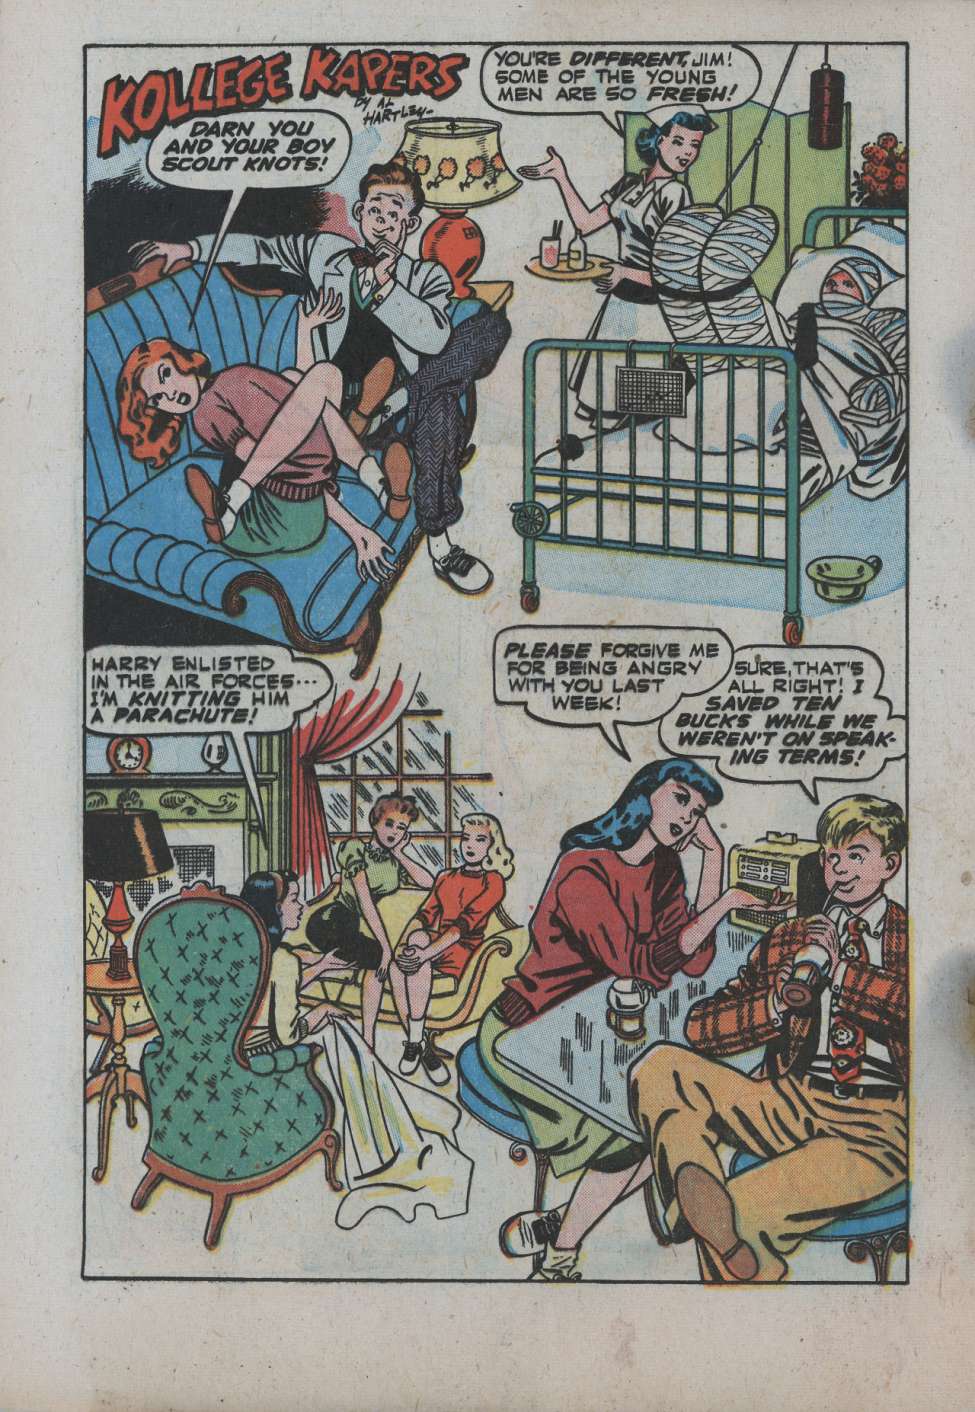 KOLLEGE KAPERS
BY AL
HARTLEY-
DARN YOU
AND YOUR BOY
SCOUT KNOTS!
YOU'RE DIFFERENT, JIM!
SOME OF THE YOUNG
MEN ARE SO FRESH!
HARRY ENLISTED
IN THE AIR FORCES...
I'M KNITTING HIM
A PARACHUTE!
PLEASE FORGIVE ME
FOR BEING ANGRY
WITH YOU LAST
WEEK!
SURE, THAT'S
ALL RIGHT! I
SAVED TEN
BUCKS WHILE WE
WEREN'T ON SPEAK-
ING TERMS!